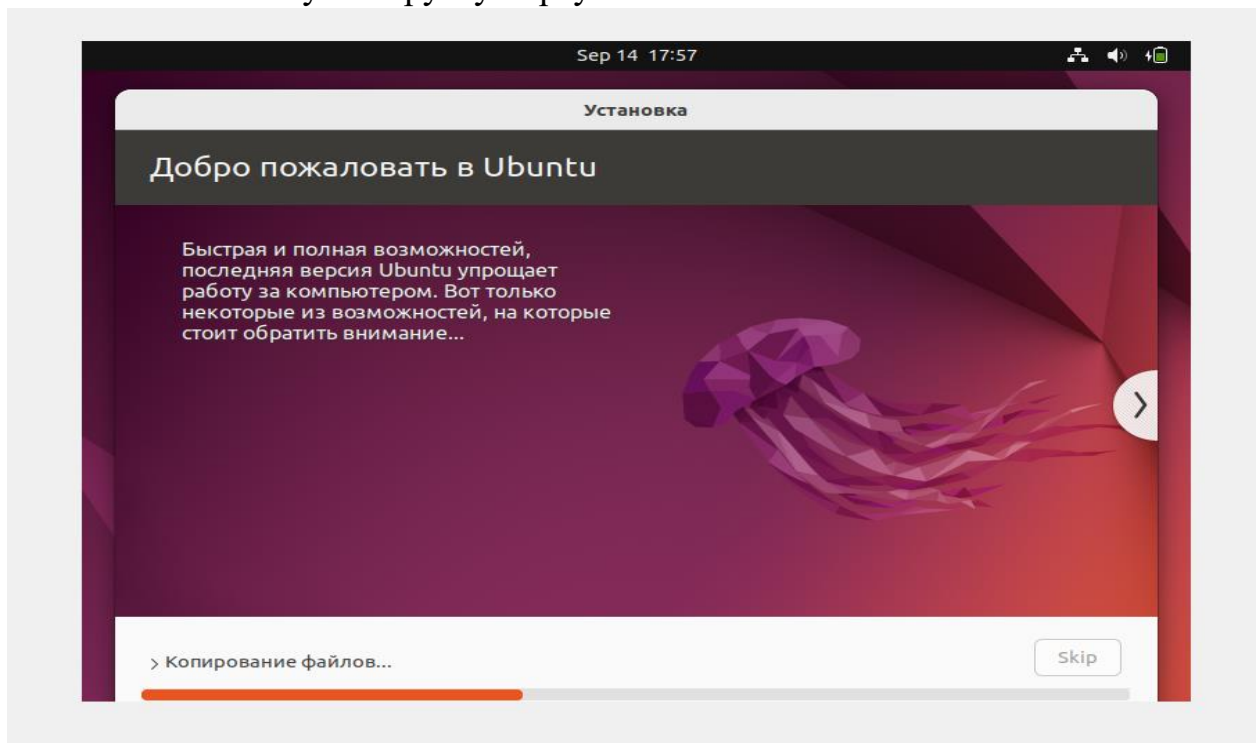 Sep 14 17:57
Установка
Добро пожаловать в Ubuntu
Быстрая и полная возможностей,
последняя версия Ubuntu упрощает
работу за компьютером. Вот только
некоторые из возможностей, на которые
стоит обратить внимание...
> Копирование файлов...
Skip